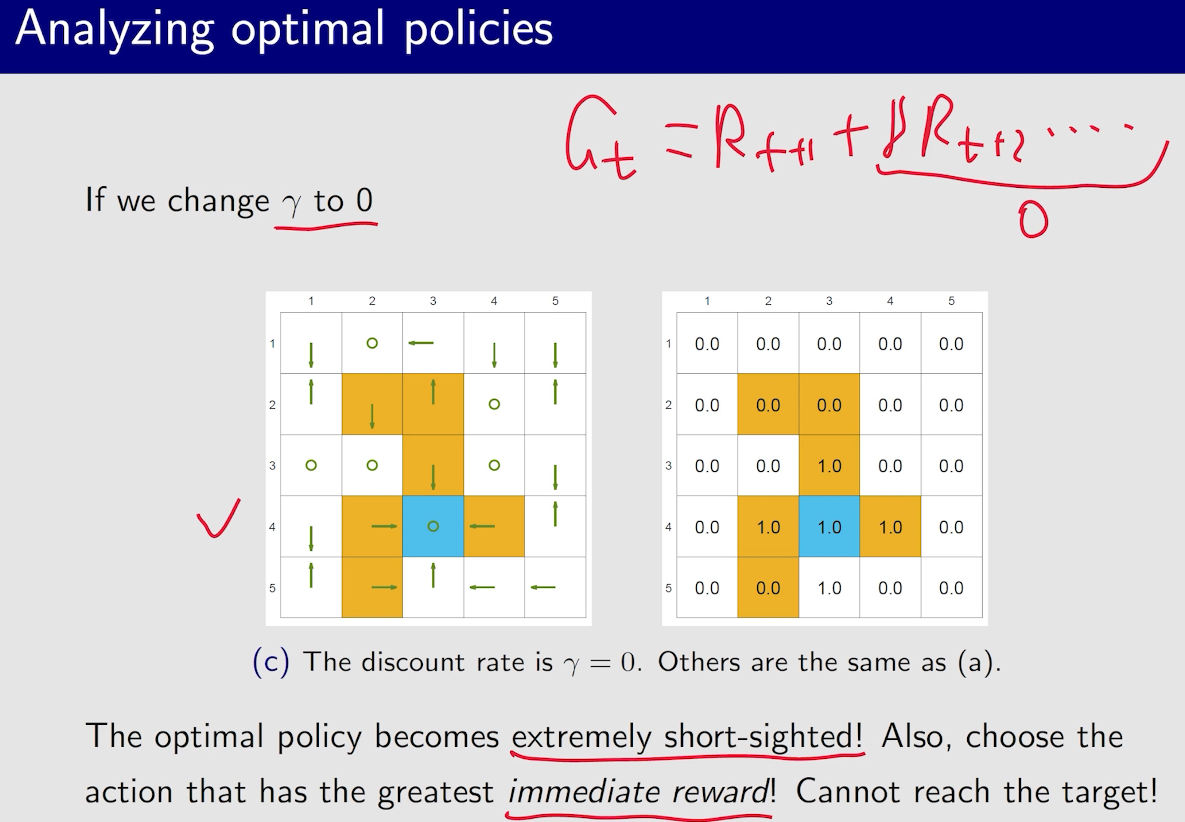 Analyzing optimal policies
G_t = R_{t+1} + γR_{t+2} .....
If we change γ to 0
0
1 2 3 4 5
1
2
3
4
5
1 2 3 4 5
1 0.0 0.0 0.0 0.0 0.0
2 0.0 0.0 0.0 0.0 0.0
3 0.0 0.0 1.0 0.0 0.0
4 0.0 1.0 1.0 1.0 0.0
5 0.0 0.0 1.0 0.0 0.0
(c) The discount rate is γ = 0. Others are the same as (a).
The optimal policy becomes extremely short-sighted! Also, choose the
action that has the greatest immediate reward! Cannot reach the target!